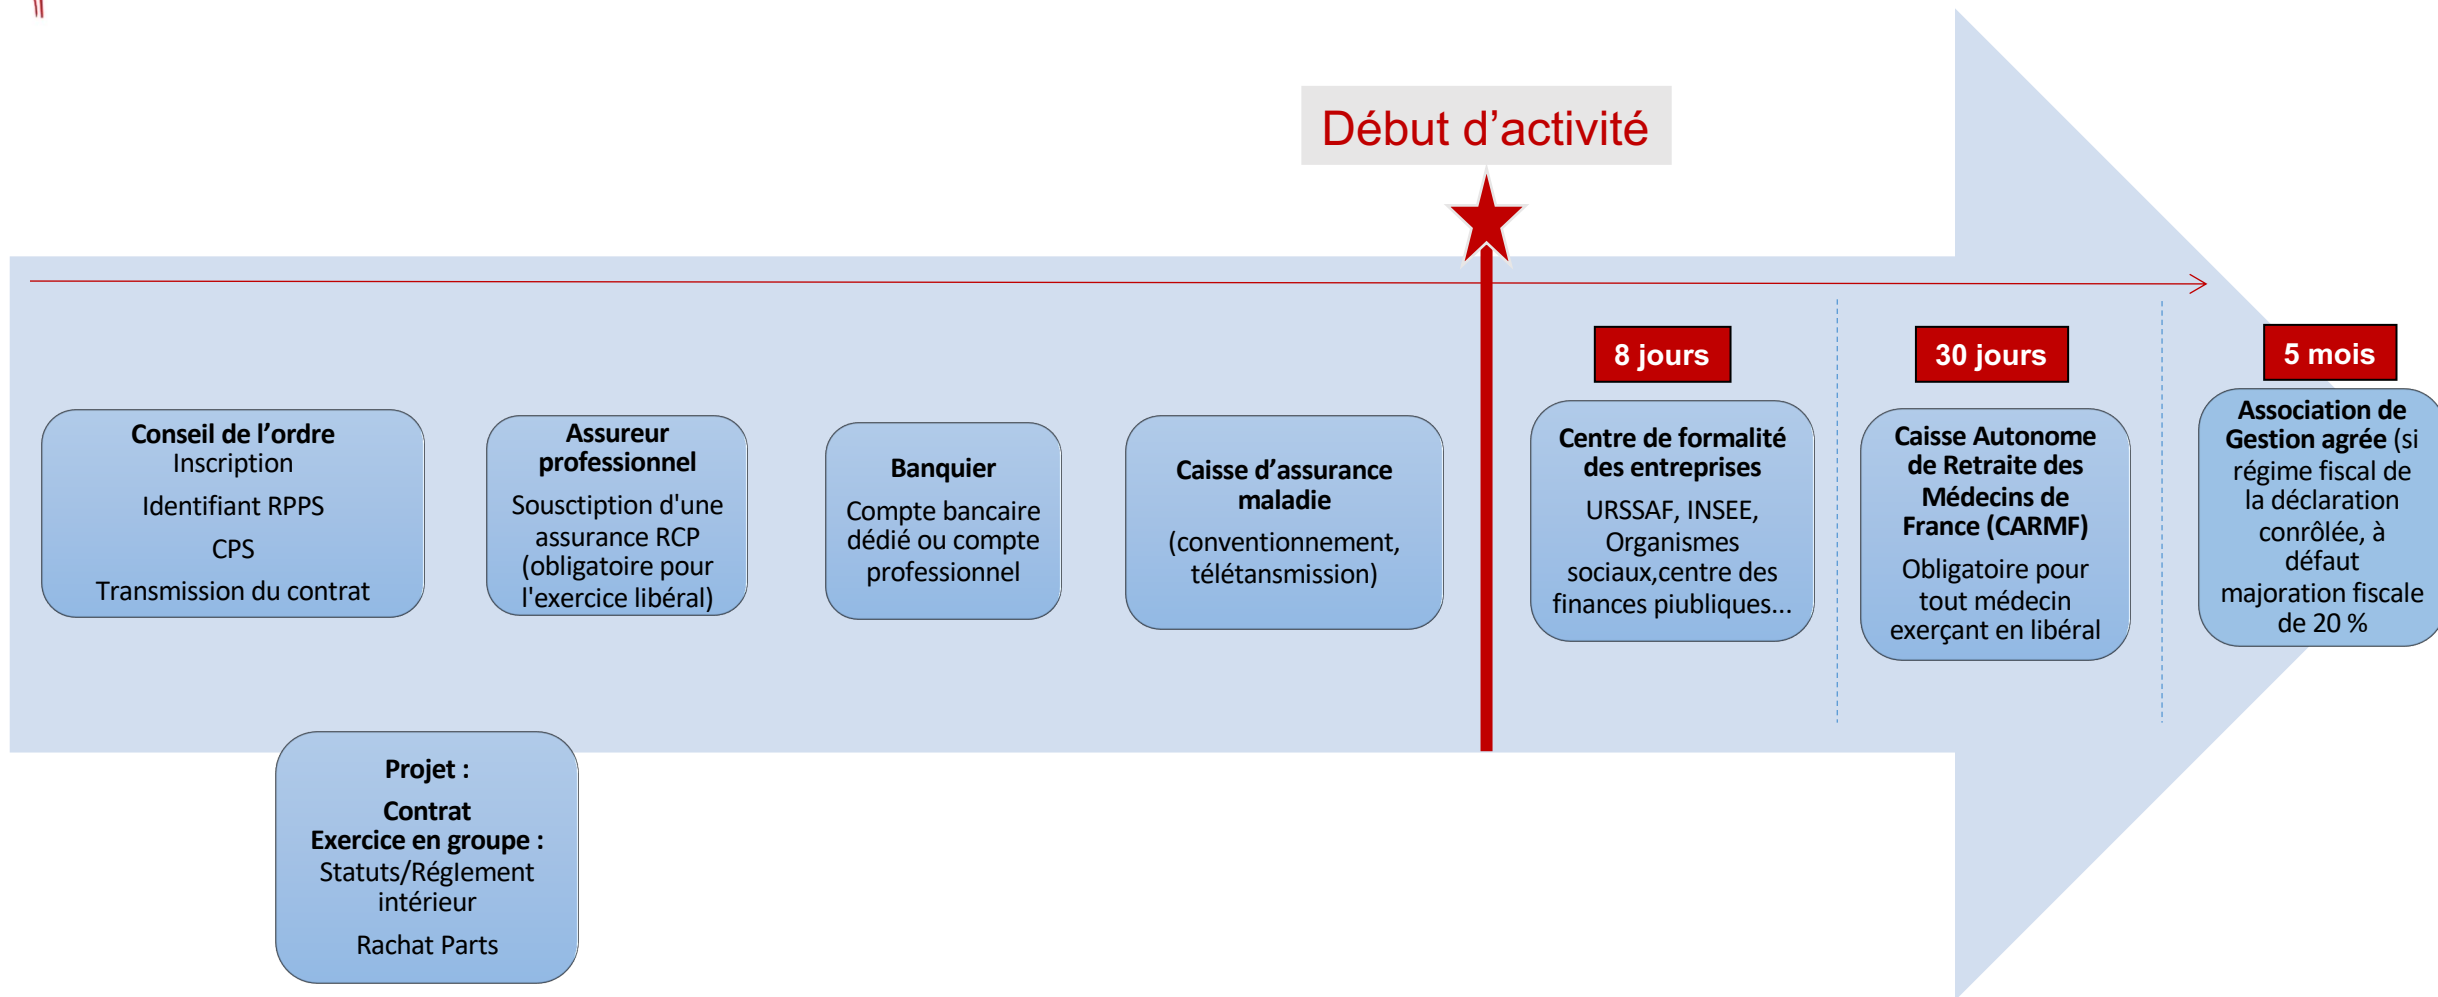 Début d’activité
8 jours
30 jours
5 mois
Conseil de l’ordre
Inscription
Identifiant RPPS
CPS
Transmission du contrat
Assureur
professionnel
Sousctiption d'une
assurance RCP
(obligatoire pour
l'exercice libéral)
Banquier
Compte bancaire
dédié ou compte
professionnel
Caisse d’assurance
maladie
(conventionnement,
télétansmission)
Centre de formalité
des entreprises
URSSAF, INSEE,
Organismes
sociaux,centre des
finances piubliques...
Caisse Autonome
de Retraite des
Médecins de
France (CARMF)
Obligatoire pour
tout médecin
exerçant en libéral
Association de
Gestion agrée (si
régime fiscal de
la déclaration
conrôlée, à
défaut
majoration fiscale
de 20 %
Projet :
Contrat
Exercice en groupe :
Statuts/Réglement
intérieur
Rachat Parts